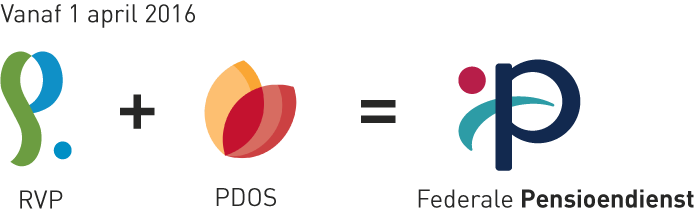 Vanaf 1 april 2016
+ =
RVP PDOS Federale Pensioendienst